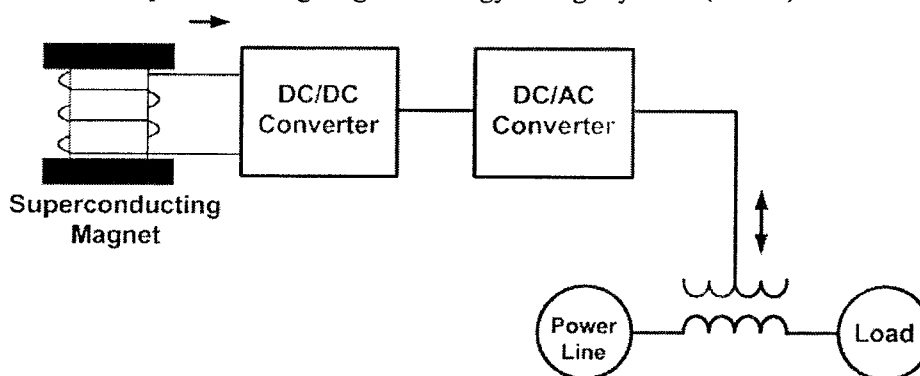 DC/DC
Converter
DC/AC
Converter
Superconducting
Magnet
Power
Line
Load